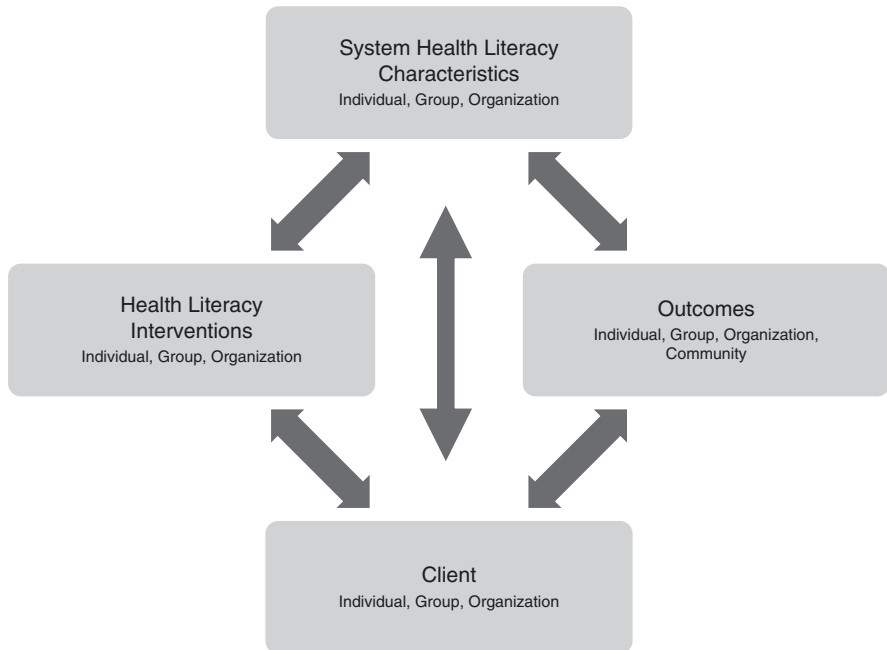 System Health Literacy
Characteristics
Individual, Group, Organization
Health Literacy
Interventions
Individual, Group, Organization
Outcomes
Individual, Group, Organization,
Community
Client
Individual, Group, Organization